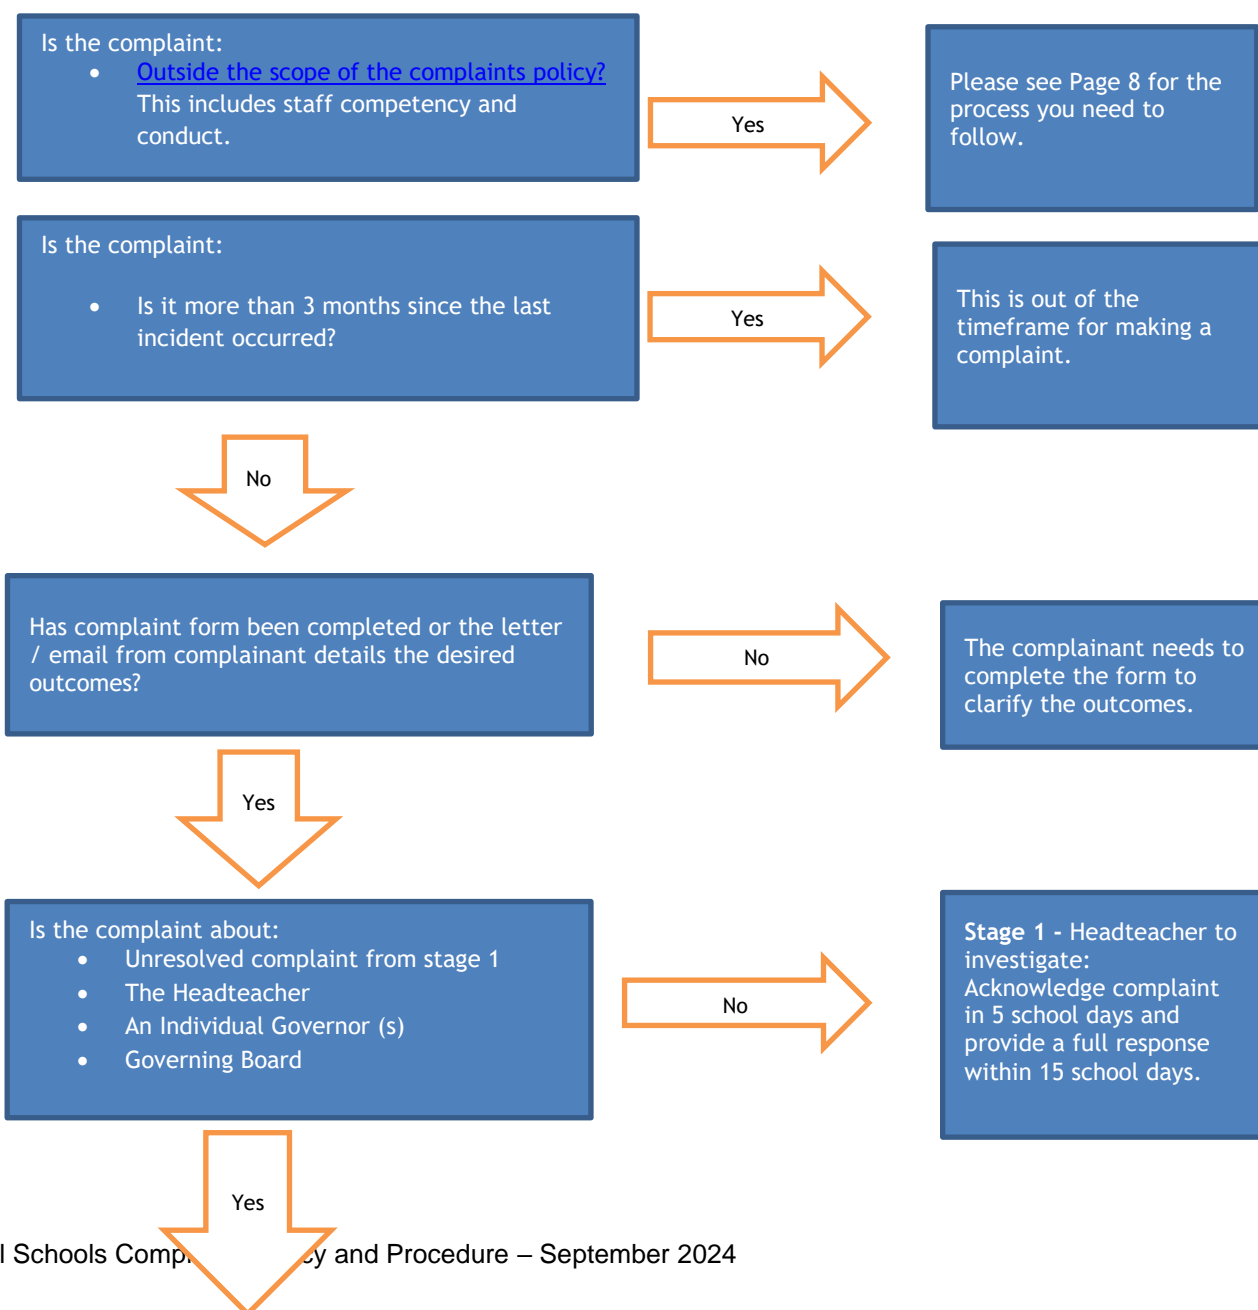 Is the complaint:
• Outside the scope of the complaints policy?
This includes staff competency and
conduct.
Yes
Please see Page 8 for the
process you need to
follow.
Is the complaint:
• Is it more than 3 months since the last
incident occurred?
Yes
This is out of the
timeframe for making a
complaint.
No
Has complaint form been completed or the letter
/ email from complainant details the desired
outcomes?
No
The complainant needs to
complete the form to
clarify the outcomes.
Yes
Is the complaint about:
• Unresolved complaint from stage 1
• The Headteacher
• An Individual Governor (s)
• Governing Board
No
Stage 1 - Headteacher to
investigate:
Acknowledge complaint
in 5 school days and
provide a full response
within 15 school days.
Yes
Schools and Procedure – September 2024